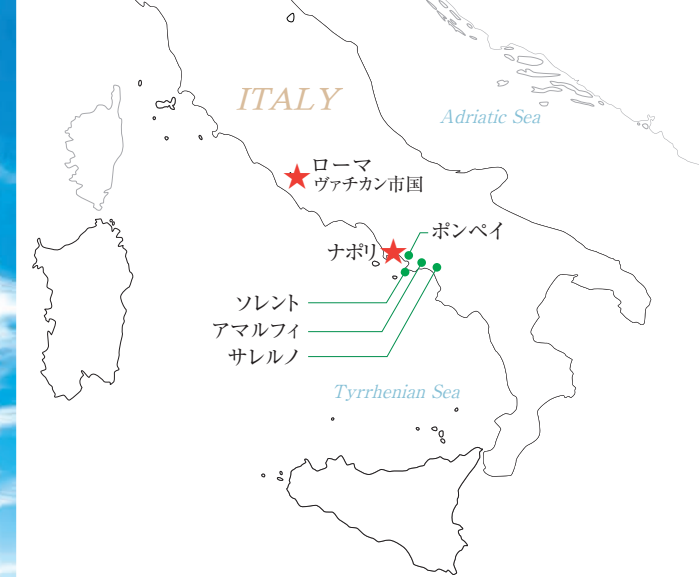 ITALY
Adriatic Sea
ローマ
ヴァチカン市国
ポンペイ
ナポリ
ソレント
アマルフィ
サレルノ
Tyrrhenian Sea